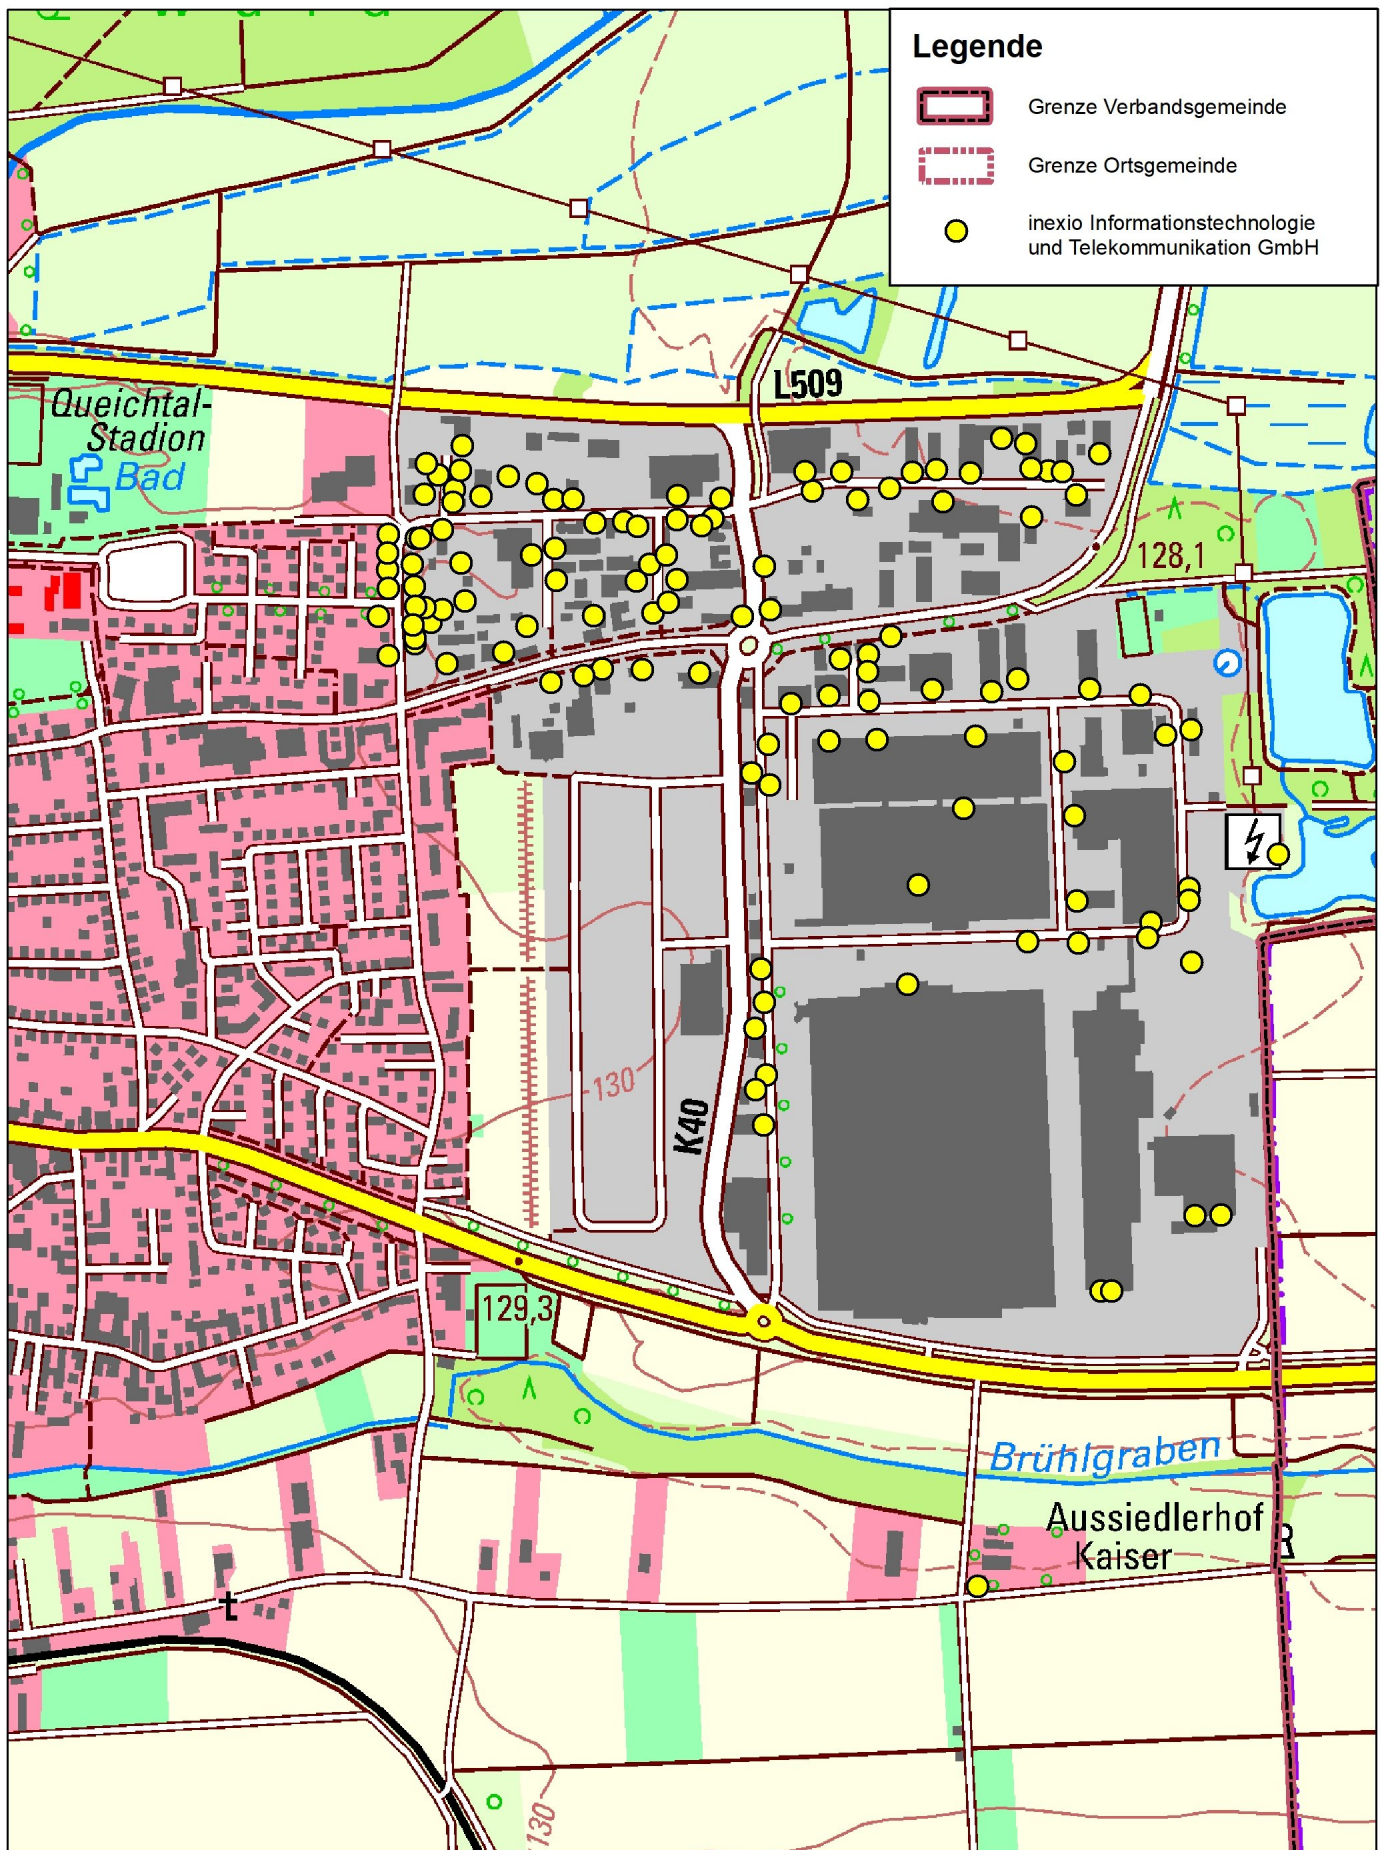 w a l d
Legende
Grenze Verbandsgemeinde
Grenze Ortsgemeinde
inexio Informationstechnologie
und Telekommunikation GmbH
L509
Queichtal-
Stadion
Bad
128,1
130
K40
129,3
Brühlgraben
Aussiedlerhof
Kaiser
130